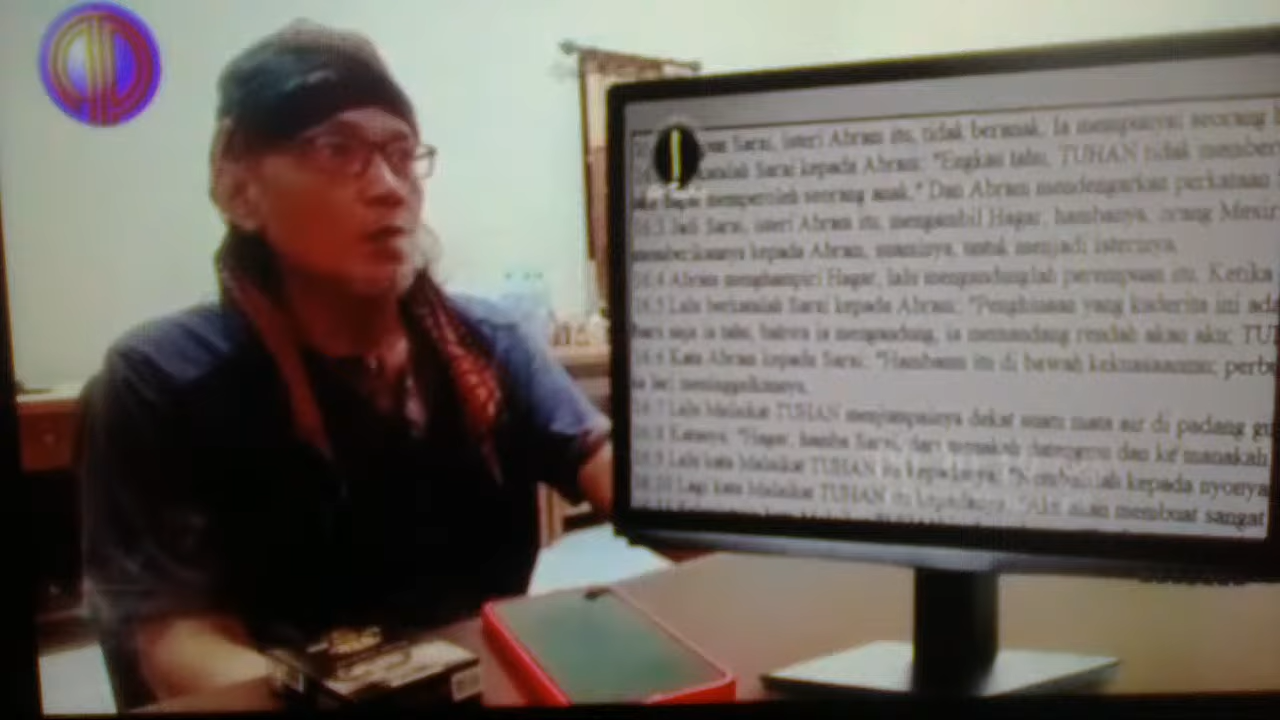 Sarai, isteri Abram itu, tidak beranak. Ia mempunyai seorang
Sarai kepada Abram: "Engkau tahu, TUHAN tidak member
memperoleh seorang anak." Dan Abram mendengarkan perkataan
16:3 Jadi Sarai, isteri Abram itu, mengambil Hagar, hambanya, orang Mesir
memberikannya kepada Abram, suaminya, untuk menjadi isterinya.
16:4 Abram menghampiri Hagar, lalu mengandunglah perempuan itu. Ketika
16:5 Lalu berkatalah Sarai kepada Abram: "Penghinaan yang kuderita ini ada
baru saja ia tahu, bahwa ia mengandung, ia memandang rendah akan aku; TU
16:6 Kata Abram kepada Sarai: "Hambamu itu di bawah kekuasaanmu; perb
ia lari meninggalkannya.
16:7 Lalu Malaikat TUHAN menjumpainya dekat suatu mata air di padang gu
16:8 Katanya: "Hagar, hamba Sarai, dari manakah datangmu dan ke manakah
16:9 Lalu kata Malaikat TUHAN itu kepadanya: "Kembalilah kepada nyonya
16:10 Lagi kata Malaikat TUHAN itu kepadanya: "Aku akan membuat sangat